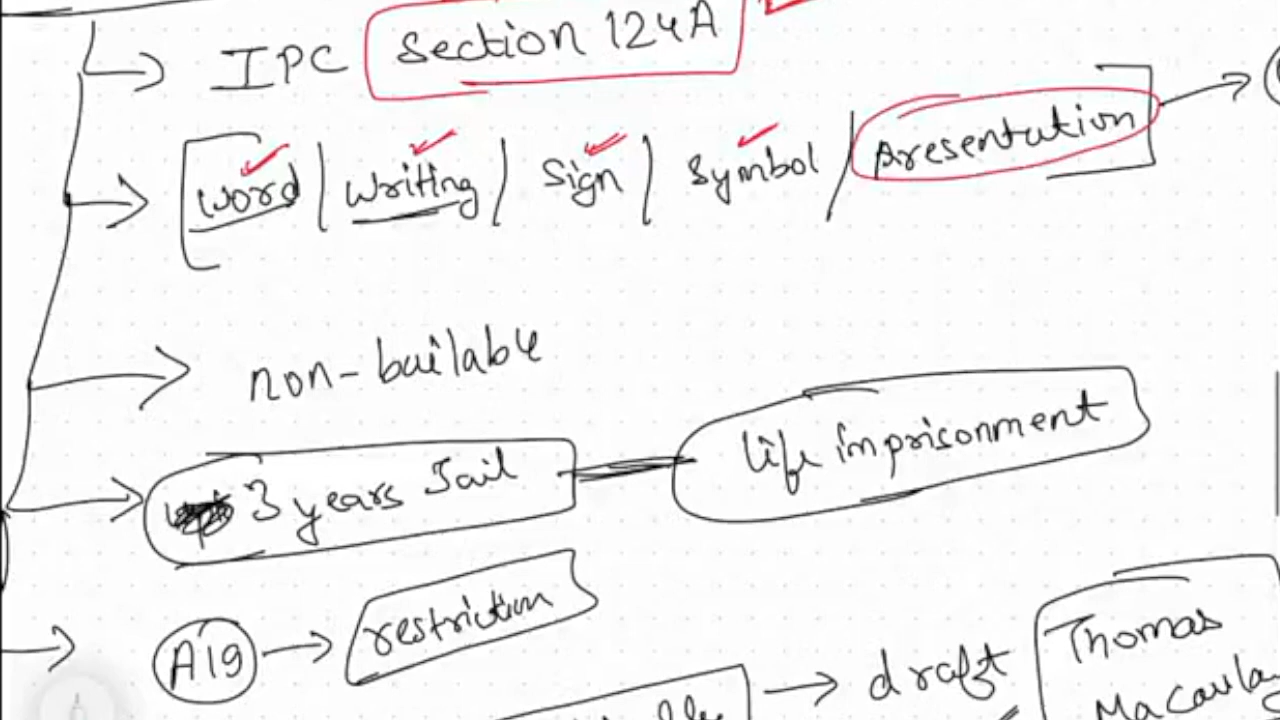 IPC Section 124A
word / writing / Sign / Symbol / Presentation
non-bailable
3 years Jail life imprisonment
A19 restriction
draft Thomas
Macaulay